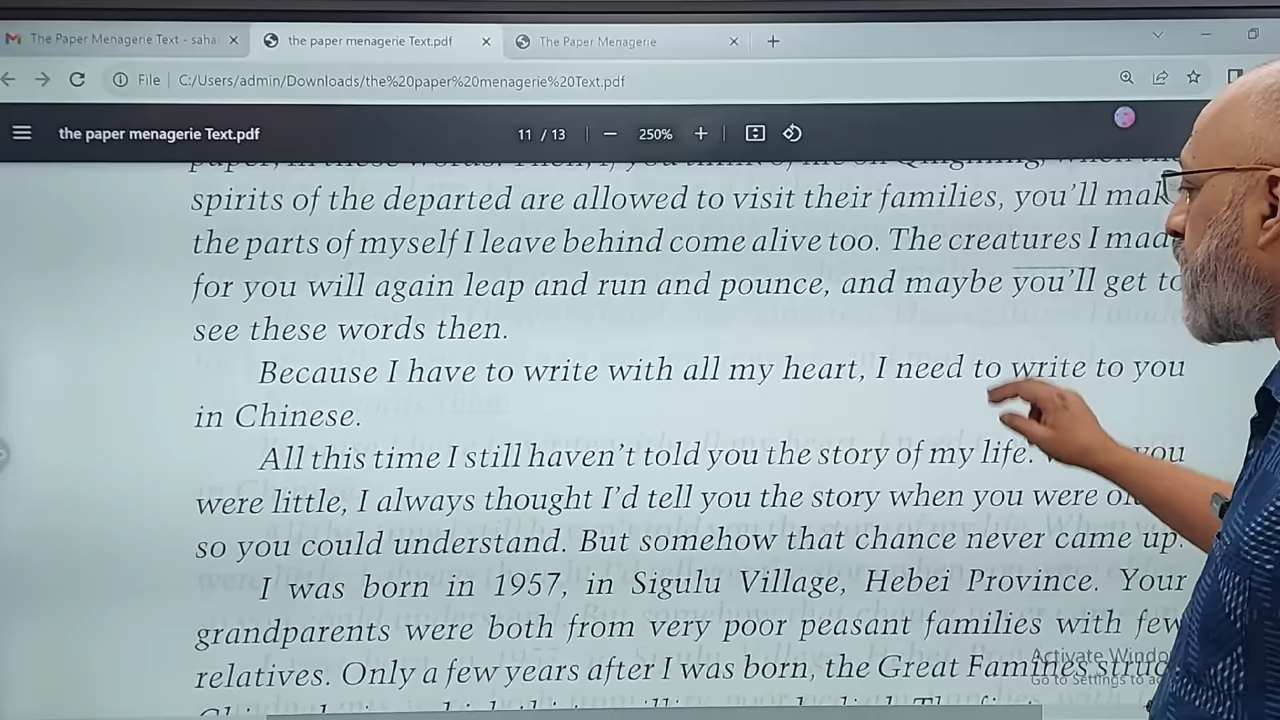 The Paper Menagerie Text - saha
the paper menagerie Text.pdf
The Paper Menagerie
File
C:/Users/admin/Downloads/the%20paper%20menagerie%20Text.pdf
the paper menagerie Text.pdf
11 / 13
250%
spirits of the departed are allowed to visit their families, you'll mak
the parts of myself I leave behind come alive too. The creatures I mad
for you will again leap and run and pounce, and maybe you'll get to
see these words then.
Because I have to write with all my heart, I need to write to you
in Chinese.
All this time I still haven't told you the story of my life. you
were little, I always thought I'd tell you the story when you were
so you could understand. But somehow that chance never came up.
I was born in 1957, in Sigulu Village, Hebei Province. Your
grandparents were both from very poor peasant families with few
relatives. Only a few years after I was born, the Great Famines struc
Activate Windo
Go to Settings to ac